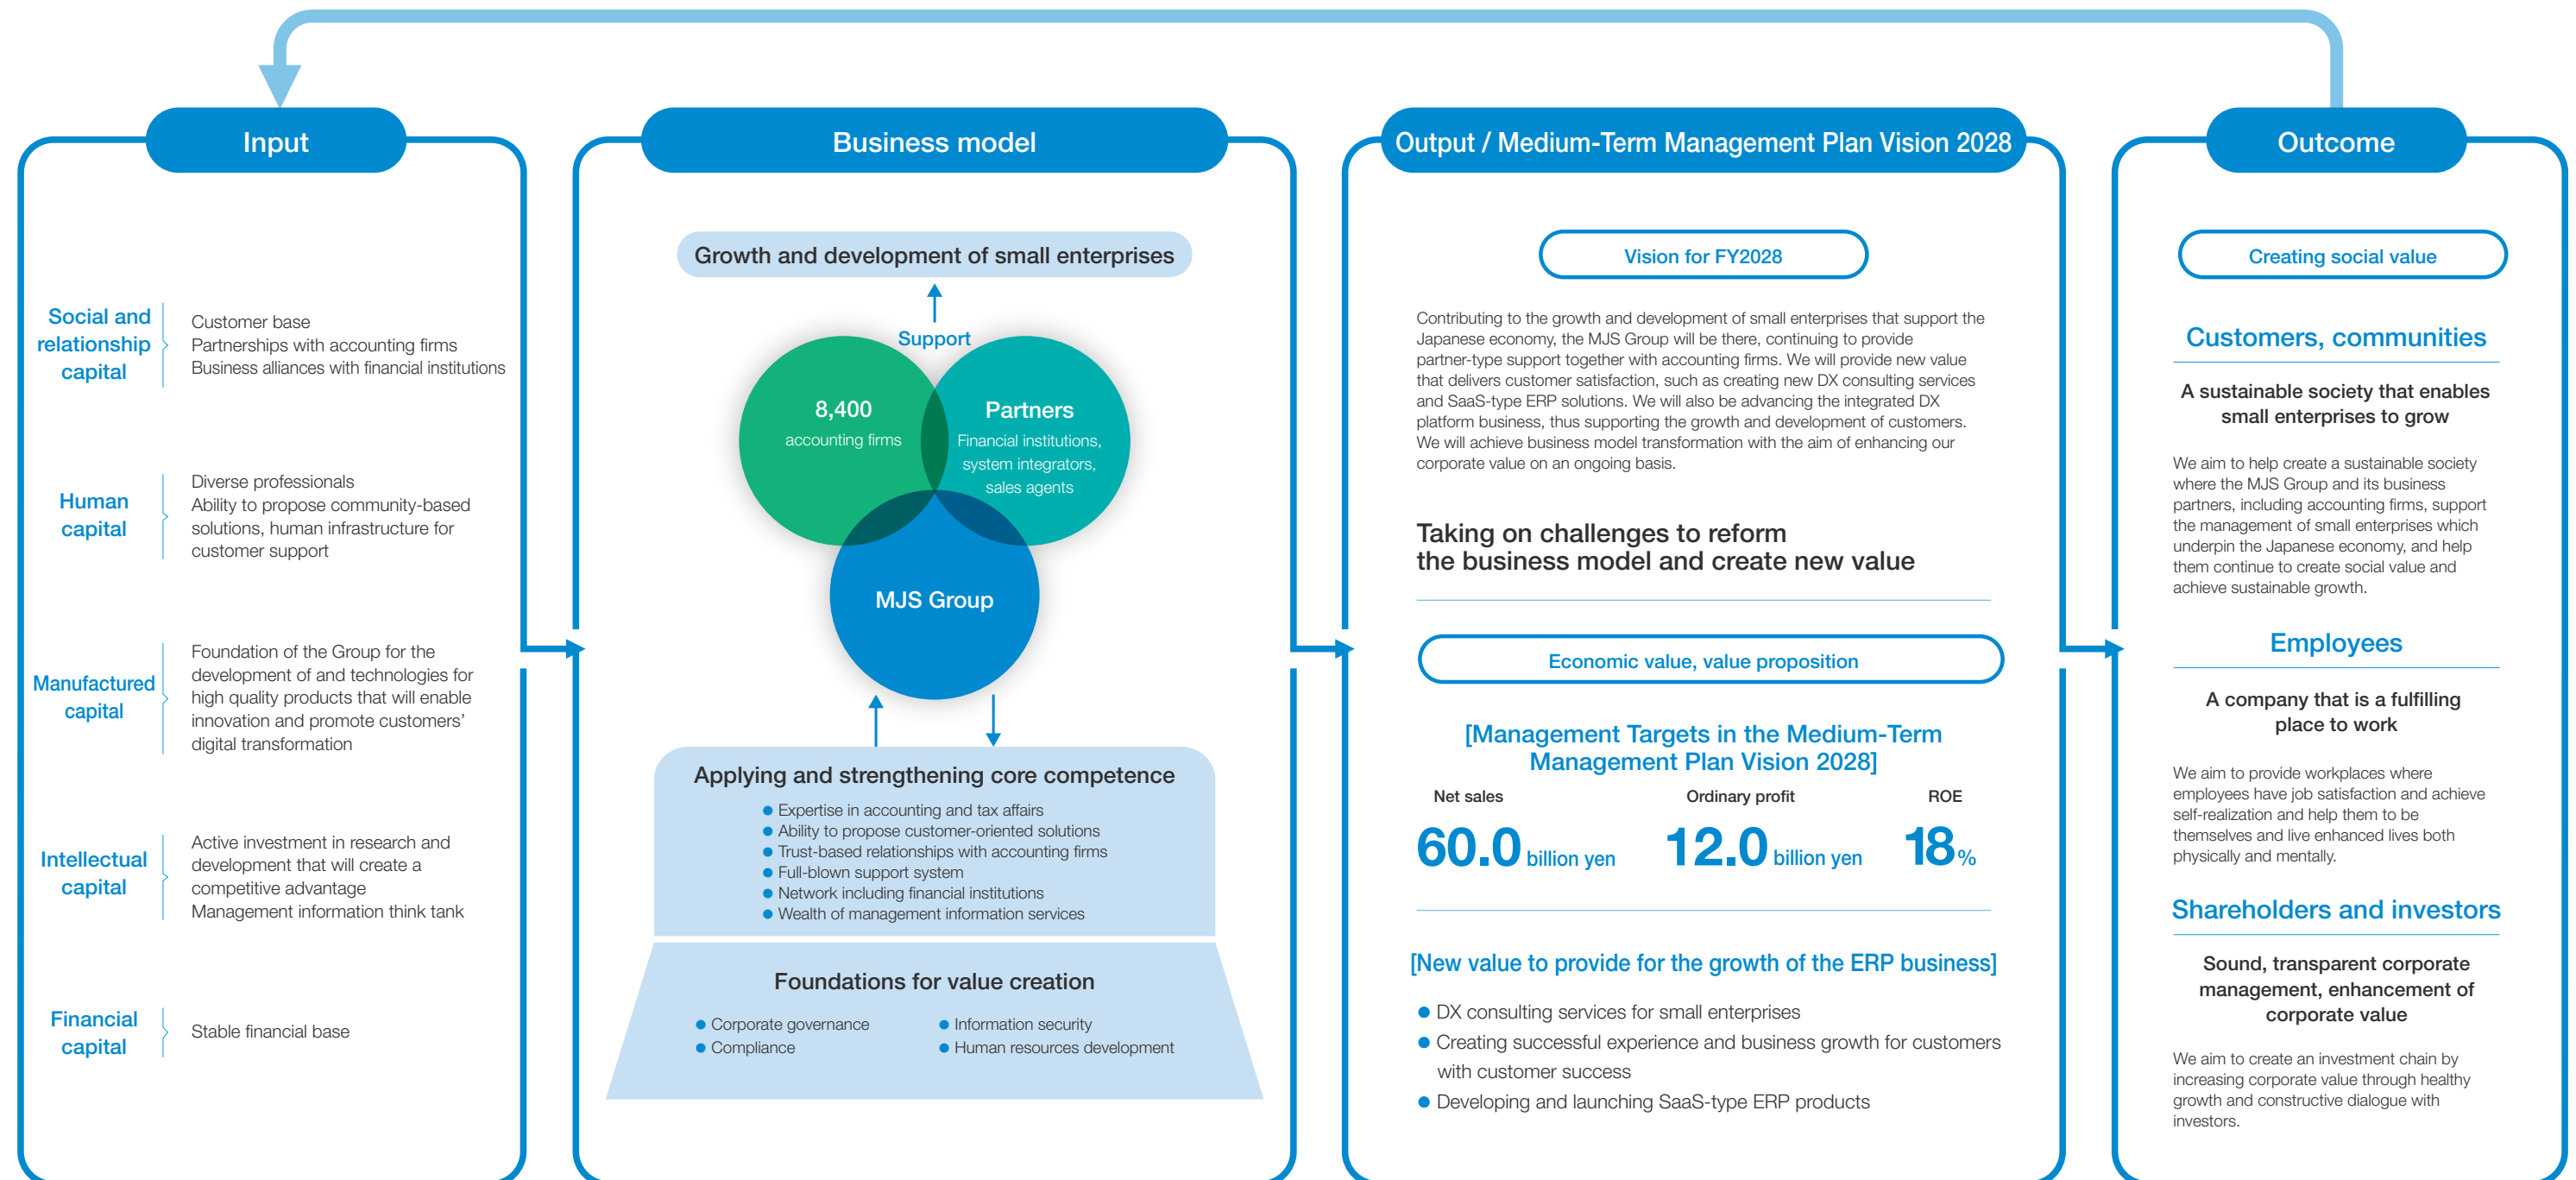 Input
Social and
relationship
capital
Customer base
Partnerships with accounting firms
Business alliances with financial institutions
Human
capital
Diverse professionals
Ability to propose community-based
solutions, human infrastructure for
customer support
Manufactured
capital
Foundation of the Group for the
development of and technologies for
high quality products that will enable
innovation and promote customers’
digital transformation
Intellectual
capital
Active investment in research and
development that will create a
competitive advantage
Management information think tank
Financial
capital
Stable financial base
Business model
Growth and development of small enterprises
Support
8,400
accounting firms
Partners
Financial institutions,
system integrators,
sales agents
MJS Group
Applying and strengthening core competence
● Expertise in accounting and tax affairs
● Ability to propose customer-oriented solutions
● Trust-based relationships with accounting firms
● Full-blown support system
● Network including financial institutions
● Wealth of management information services
Foundations for value creation
● Corporate governance
● Compliance
● Information security
● Human resources development
Output / Medium-Term Management Plan Vision 2028
Vision for FY2028
Contributing to the growth and development of small enterprises that support the
Japanese economy, the MJS Group will be there, continuing to provide
partner-type support together with accounting firms. We will provide new value
that delivers customer satisfaction, such as creating new DX consulting services
and SaaS-type ERP solutions. We will also be advancing the integrated DX
platform business, thus supporting the growth and development of customers.
We will achieve business model transformation with the aim of enhancing our
corporate value on an ongoing basis.
Taking on challenges to reform
the business model and create new value
Economic value, value proposition
[Management Targets in the Medium-Term
Management Plan Vision 2028]
Net sales
60.0 billion yen
Ordinary profit
12.0 billion yen
ROE
18%
[New value to provide for the growth of the ERP business]
● DX consulting services for small enterprises
● Creating successful experience and business growth for customers
with customer success
● Developing and launching SaaS-type ERP products
Outcome
Creating social value
Customers, communities
A sustainable society that enables
small enterprises to grow
We aim to help create a sustainable society
where the MJS Group and its business
partners, including accounting firms, support
the management of small enterprises which
underpin the Japanese economy, and help
them continue to create social value and
achieve sustainable growth.
Employees
A company that is a fulfilling
place to work
We aim to provide workplaces where
employees have job satisfaction and achieve
self-realization and help them to be
themselves and live enhanced lives both
physically and mentally.
Shareholders and investors
Sound, transparent corporate
management, enhancement of
corporate value
We aim to create an investment chain by
increasing corporate value through healthy
growth and constructive dialogue with
investors.